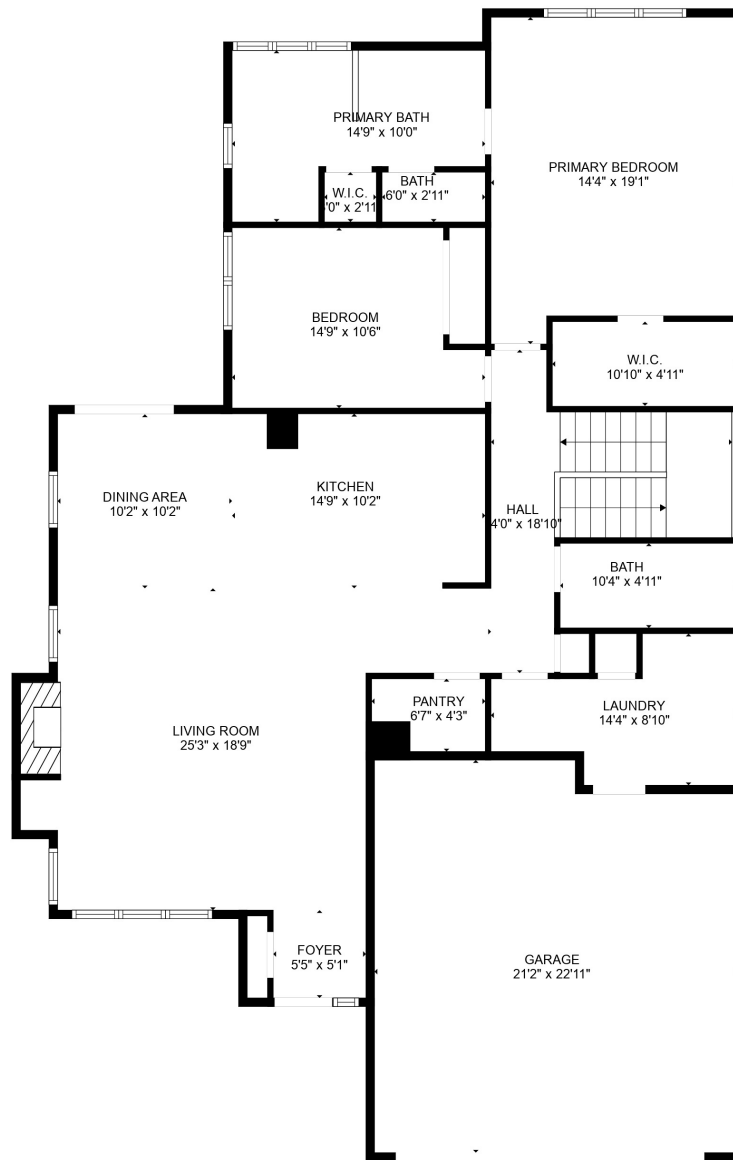 PRIMARY BATH
14'9" x 10'0"
PRIMARY BEDROOM
14'4" x 19'1"
W.I.C.
'0" x 2'11
BATH
6'0" x 2'11"
BEDROOM
14'9" x 10'6"
W.I.C.
10'10" x 4'11"
DINING AREA
10'2" x 10'2"
KITCHEN
14'9" x 10'2"
HALL
4'0" x 18'10"
BATH
10'4" x 4'11"
LIVING ROOM
25'3" x 18'9"
PANTRY
6'7" x 4'3"
LAUNDRY
14'4" x 8'10"
FOYER
5'5" x 5'1"
GARAGE
21'2" x 22'11"